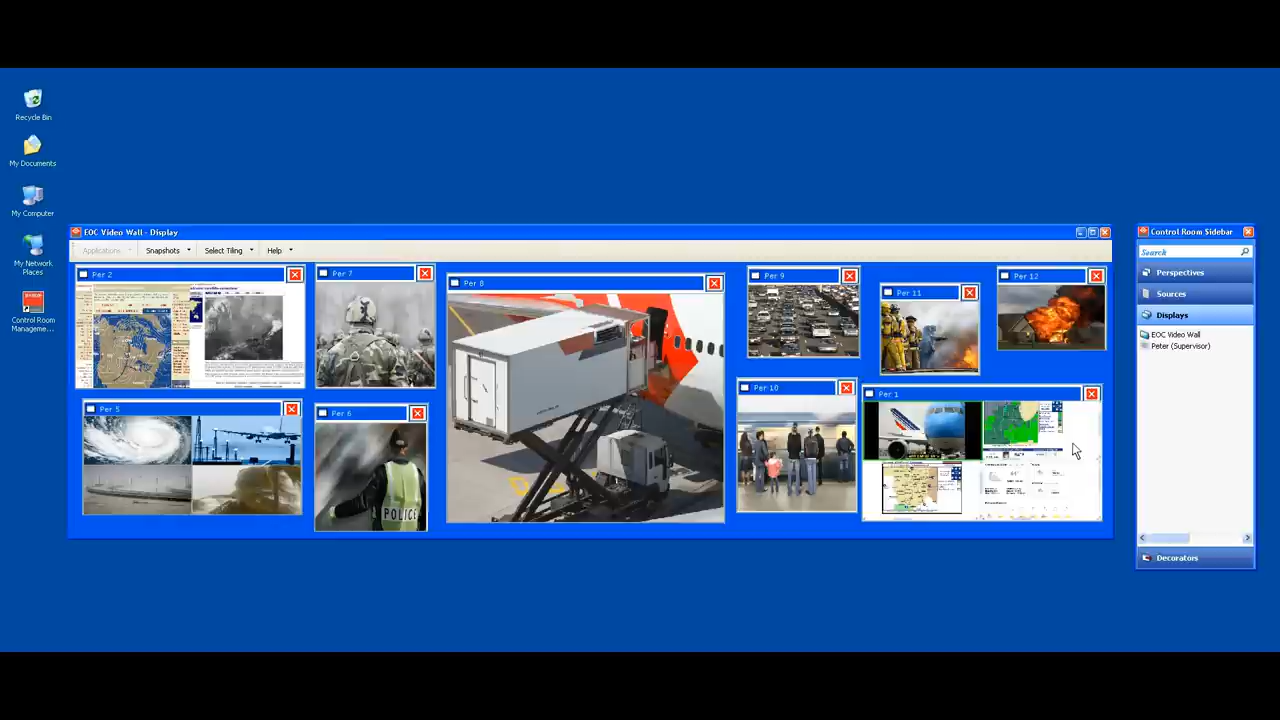 Recycle Bin
My Documents
My Computer
My Network
Places
Control Room
Manageme...
EOC Video Wall - Display
Applications
Snapshots
Select Tiling
Help
Per 2
Per 7
Per 8
Per 9
Per 11
Per 12
Per 5
Per 6
Per 10
Per 1
POLICE
Control Room Sidebar
Search
Perspectives
Sources
Displays
EOC Video Wall
Peter (Supervisor)
Decorators